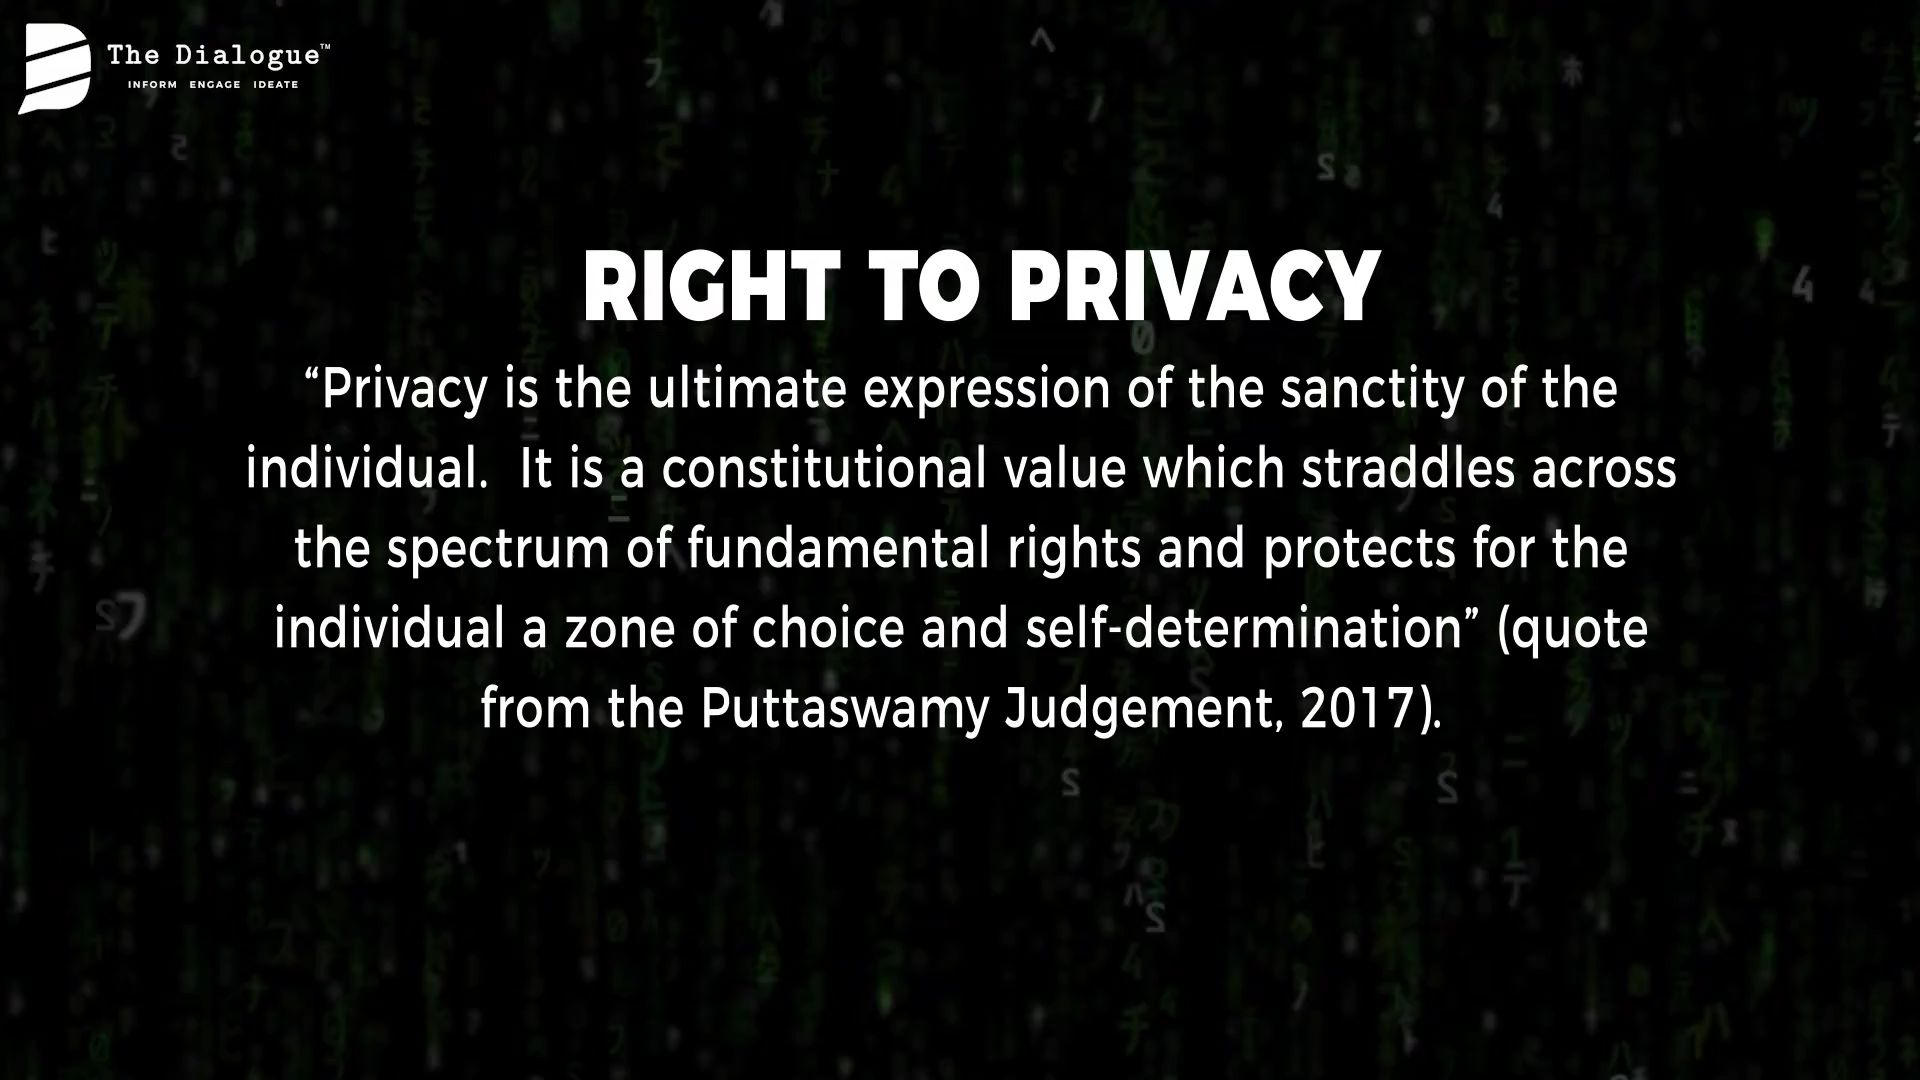 The Dialogue™
INFORM ENGAGE IDEATE
RIGHT TO PRIVACY
“Privacy is the ultimate expression of the sanctity of the
individual.  It is a constitutional value which straddles across
the spectrum of fundamental rights and protects for the
individual a zone of choice and self-determination” (quote
from the Puttaswamy Judgement, 2017).